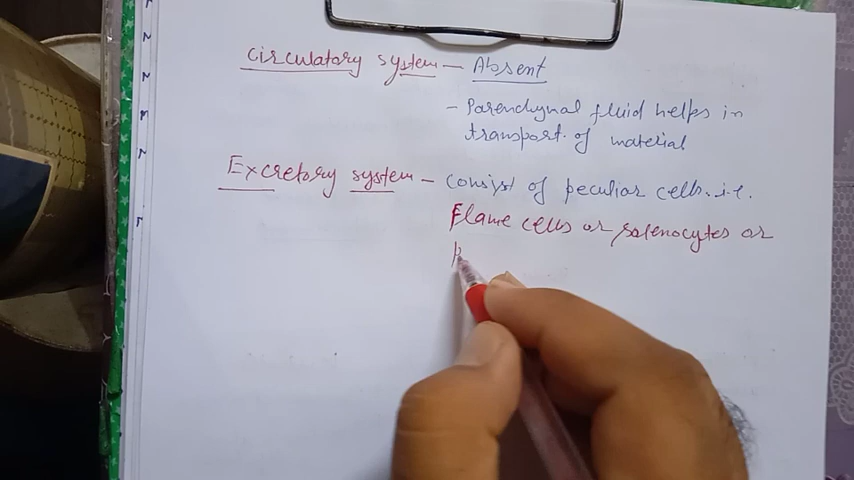 Circulatory system — Absent
- Parenchymal fluid helps in
transport of material
Excretory system — consist of peculiar cells. i.e.
Flame cells or solenocytes or
p